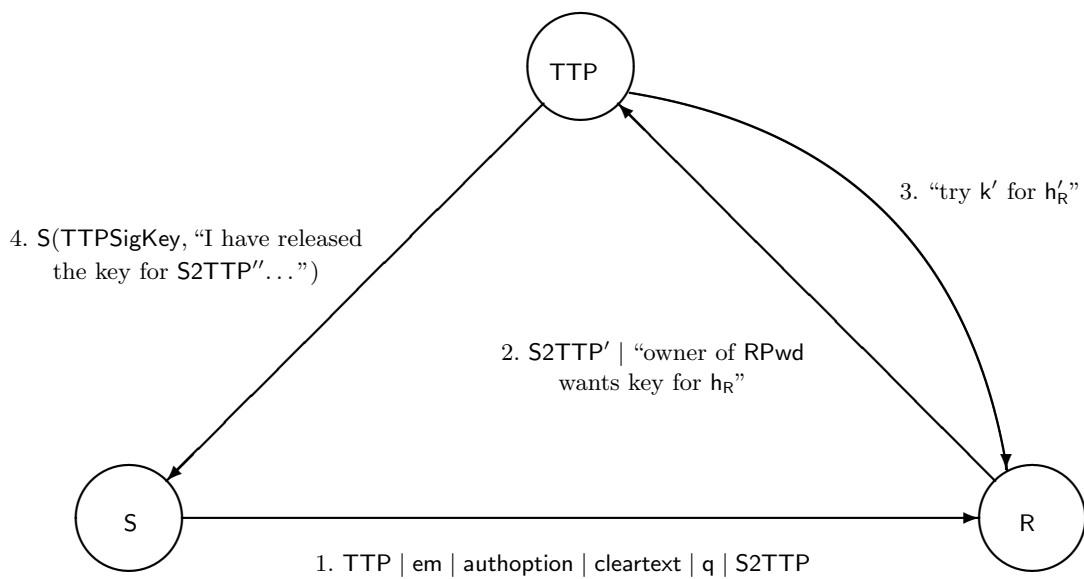 TTP
3. “try k′ for h′R”
4. S(TTPSigKey, “I have released
the key for S2TTP′′...”)
2. S2TTP′ | “owner of RPwd
wants key for hR”
S
R
1. TTP | em | authoption | cleartext | q | S2TTP